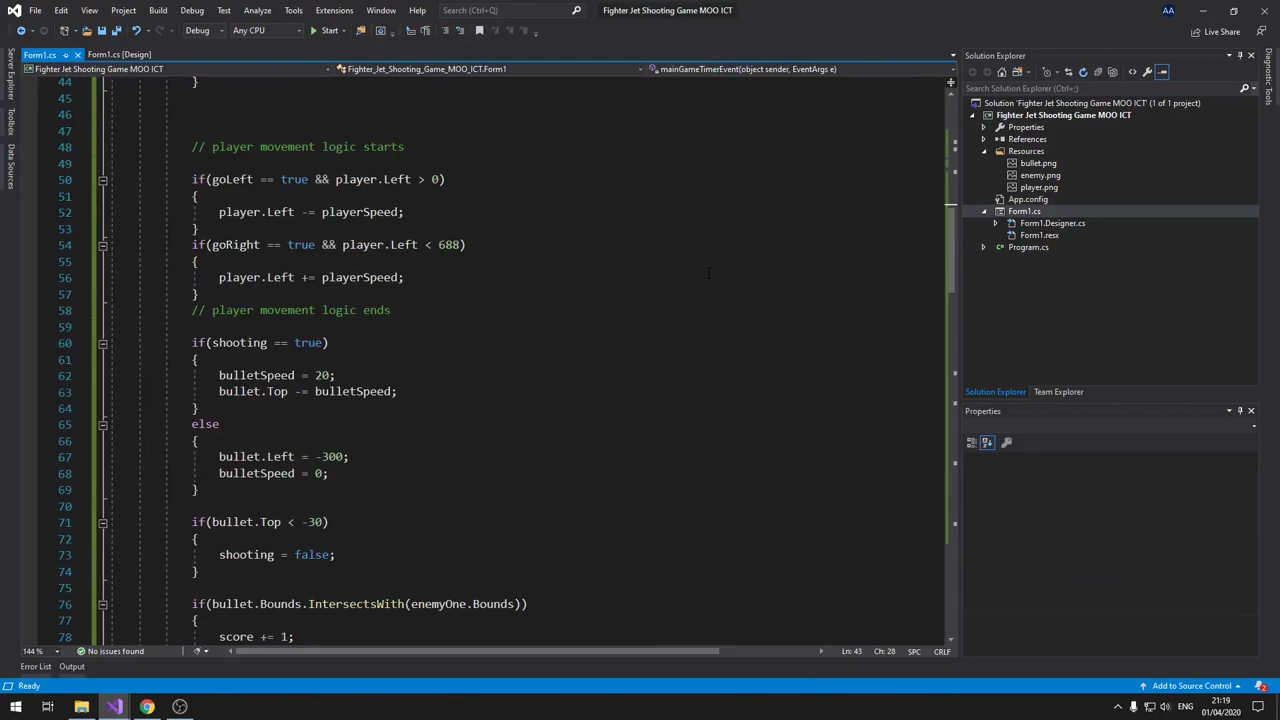 File Edit View Project Build Debug Test Analyze Tools Extensions Window Help Search (Ctrl+Q) Fighter Jet Shooting Game MOO ICT AA
Debug Any CPU Start Live Share
Form1.cs Form1.cs [Design]
Fighter Jet Shooting Game MOO ICT Fighter_Jet_Shooting_Game_MOO_ICT.Form1 mainGameTimerEvent(object sender, EventArgs e)
Server Explorer
Toolbox
Data Sources
44 }
45
46
47
48 // player movement logic starts
49
50 if(goLeft == true && player.Left > 0)
51 {
52 player.Left -= playerSpeed;
53 }
54 if(goRight == true && player.Left < 688)
55 {
56 player.Left += playerSpeed;
57 }
58 // player movement logic ends
59
60 if(shooting == true)
61 {
62 bulletSpeed = 20;
63 bullet.Top -= bulletSpeed;
64 }
65 else
66 {
67 bullet.Left = -300;
68 bulletSpeed = 0;
69 }
70
71 if(bullet.Top < -30)
72 {
73 shooting = false;
74 }
75
76 if(bullet.Bounds.IntersectsWith(enemyOne.Bounds))
77 {
78 score += 1;
144 % No issues found Ln: 43 Ch: 28 SPC CRLF
Error List Output
Solution Explorer
Search Solution Explorer (Ctrl+;)
Solution 'Fighter Jet Shooting Game MOO ICT' (1 of 1 project)
Fighter Jet Shooting Game MOO ICT
Properties
References
Resources
bullet.png
enemy.png
player.png
App.config
Form1.cs
Form1.Designer.cs
Form1.resx
Program.cs
Solution Explorer Team Explorer
Properties
Diagnostic Tools
Ready Add to Source Control 2
21:19
01/04/2020